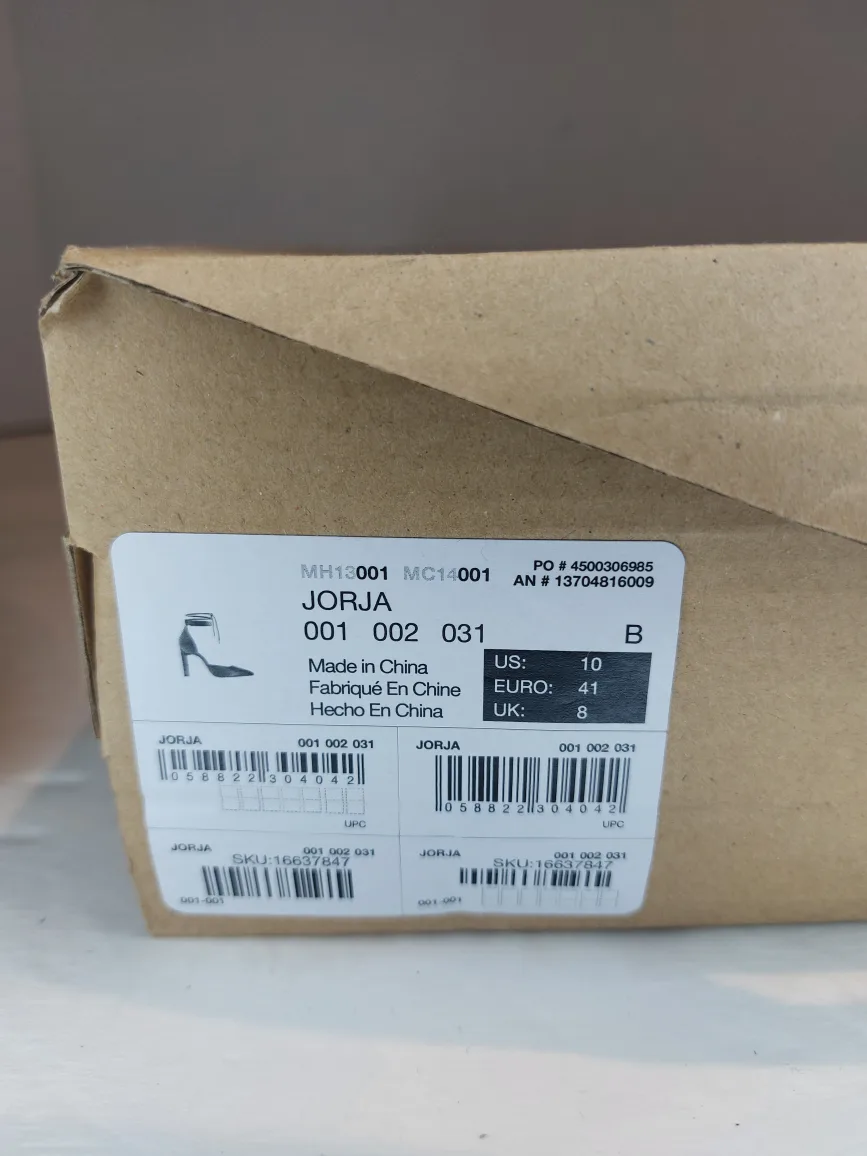 MH13001 MC14001
PO # 4500306985
AN # 13704816009
JORJA
001 002 031
B
Made in China
Fabriqué En Chine
Hecho En China
US: 10
EURO: 41
UK: 8
JORJA 001 002 031
0 58822 30404 2
UPC
JORJA 001 002 031
0 58822 30404 2
UPC
JORJA 001 002 031
SKU:16637847
001-001
JORJA 001 002 031
SKU:16637847
001-001